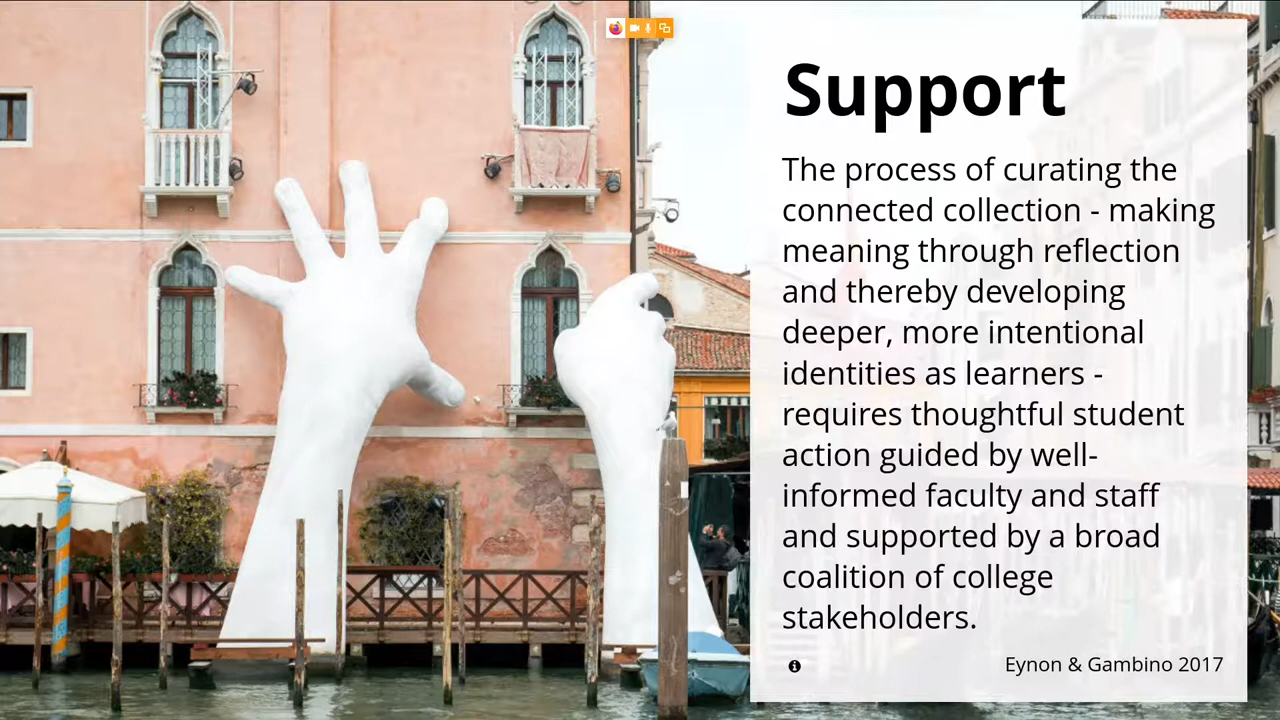 Support
The process of curating the
connected collection - making
meaning through reflection
and thereby developing
deeper, more intentional
identities as learners -
requires thoughtful student
action guided by well-
informed faculty and staff
and supported by a broad
coalition of college
stakeholders.
Eynon & Gambino 2017